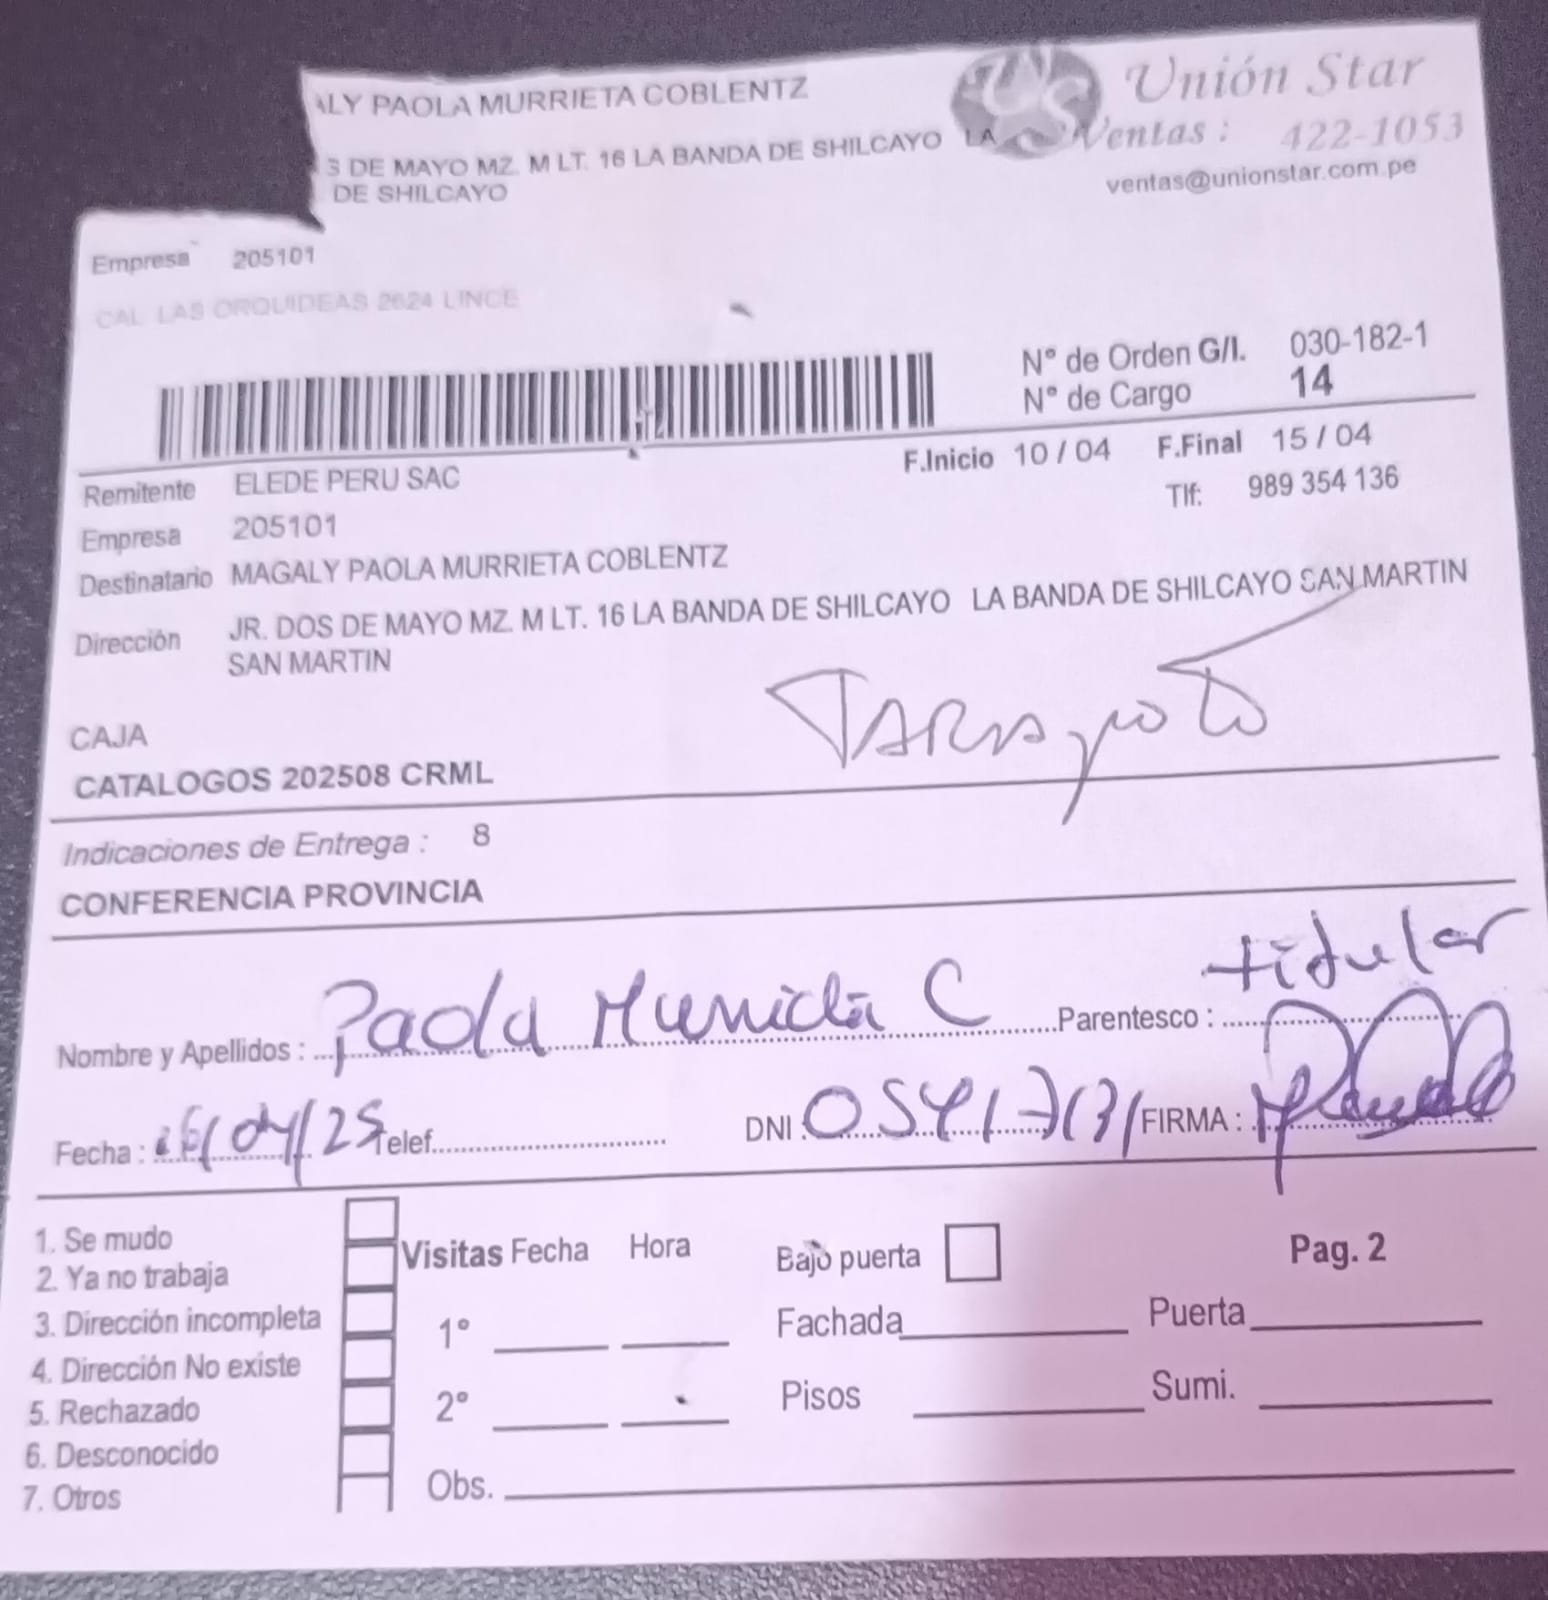 ALY PAOLA MURRIETA COBLENTZ
Unión Star
Ventas : 422-1053
ventas@unionstar.com.pe
3 DE MAYO MZ. M LT. 16 LA BANDA DE SHILCAYO LA
DE SHILCAYO
Empresa 205101
CAL LAS ORQUIDEAS 2624 LINCE
N° de Orden G/I. 030-182-1
N° de Cargo 14
F.Inicio 10 / 04 F.Final 15 / 04
Remitente ELEDE PERU SAC
Tlf: 989 354 136
Empresa 205101
Destinatario MAGALY PAOLA MURRIETA COBLENTZ
Dirección JR. DOS DE MAYO MZ. M LT. 16 LA BANDA DE SHILCAYO LA BANDA DE SHILCAYO SAN MARTIN
SAN MARTIN
TARAPOTO
CAJA
CATALOGOS 202508 CRML
Indicaciones de Entrega : 8
CONFERENCIA PROVINCIA
Nombre y Apellidos : Paola Murrieta C Parentesco : titular
Fecha : 16/04/25 Telef. DNI : FIRMA :
1. Se mudo
2. Ya no trabaja
3. Dirección incompleta
4. Dirección No existe
5. Rechazado
6. Desconocido
7. Otros
Visitas Fecha Hora
1°
2°
Obs.
Bajo puerta
Fachada
Pisos
Pag. 2
Puerta
Sumi.